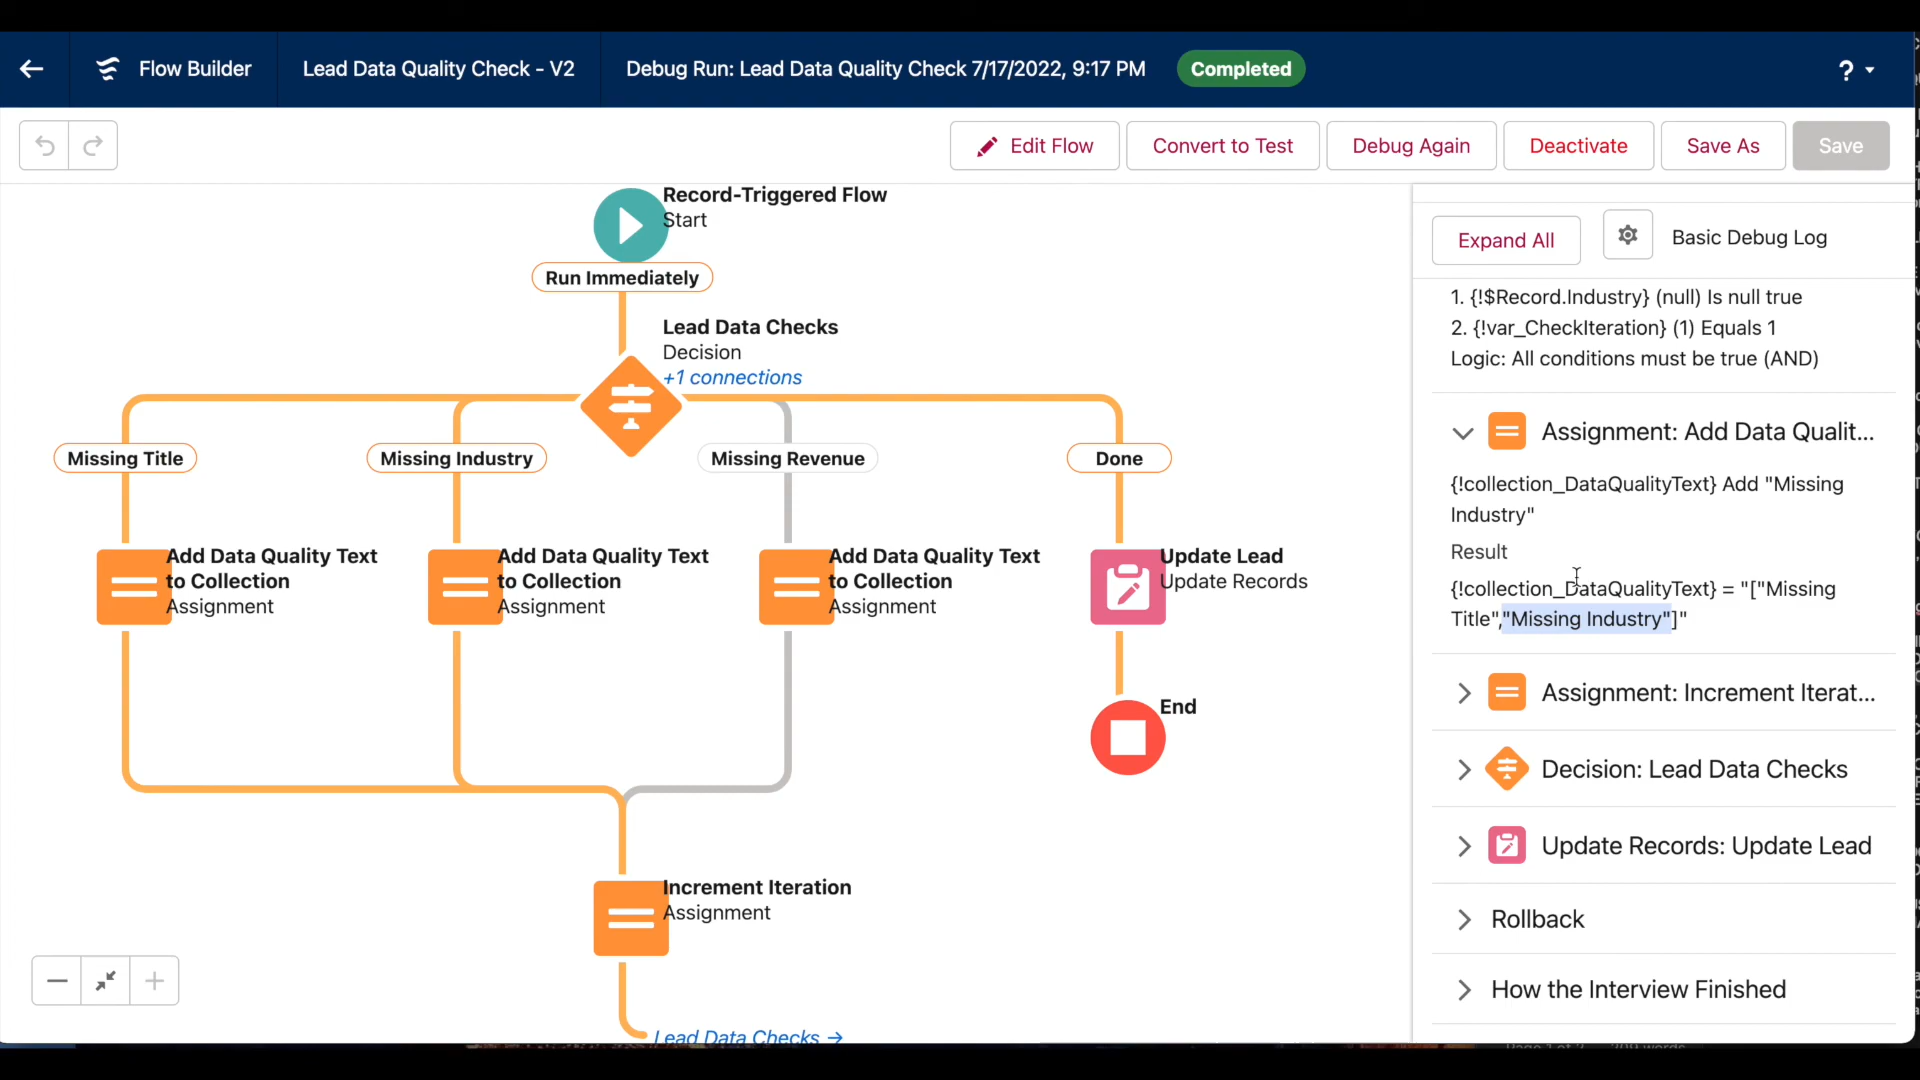 Flow Builder
Lead Data Quality Check - V2
Debug Run: Lead Data Quality Check 7/17/2022, 9:17 PM
Completed
?
Edit Flow
Convert to Test
Debug Again
Deactivate
Save As
Save
Record-Triggered Flow
Start
Run Immediately
Lead Data Checks
Decision
+1 connections
Missing Title
Missing Industry
Missing Revenue
Done
Add Data Quality Text
to Collection
Assignment
Add Data Quality Text
to Collection
Assignment
Add Data Quality Text
to Collection
Assignment
Update Lead
Update Records
End
Increment Iteration
Assignment
Lead Data Checks →
Expand All
Basic Debug Log
1. {!$Record.Industry} (null) Is null true
2. {!var_CheckIteration} (1) Equals 1
Logic: All conditions must be true (AND)
Assignment: Add Data Qualit...
{!collection_DataQualityText} Add "Missing
Industry"
Result
{!collection_DataQualityText} = "["Missing
Title","Missing Industry"]"
Assignment: Increment Iterat...
Decision: Lead Data Checks
Update Records: Update Lead
Rollback
How the Interview Finished